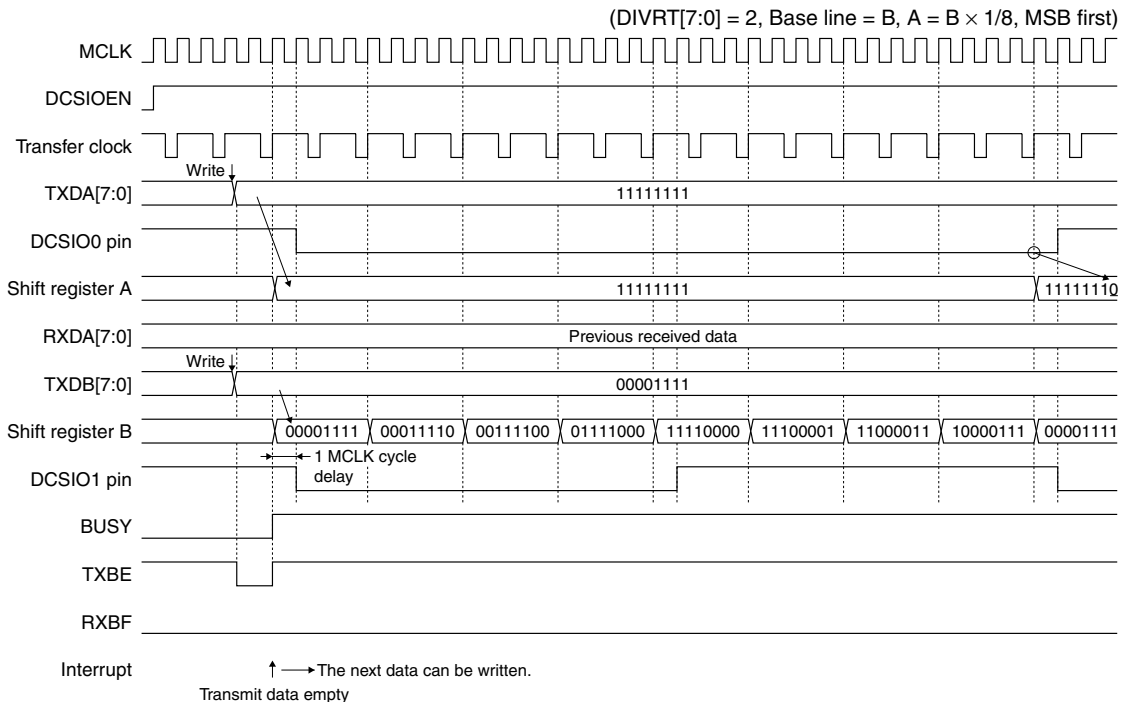 (DIVRT[7:0] = 2, Base line = B, A = B × 1/8, MSB first)
MCLK
DCSIOEN
Transfer clock
Write
TXDA[7:0] 11111111
DCSIO0 pin
Shift register A 11111111 11111110
RXDA[7:0] Previous received data
Write
TXDB[7:0] 00001111
Shift register B 00001111 00011110 00111100 01111000 11110000 11100001 11000011 10000111 00001111
1 MCLK cycle
delay
DCSIO1 pin
BUSY
TXBE
RXBF
Interrupt The next data can be written.
Transmit data empty